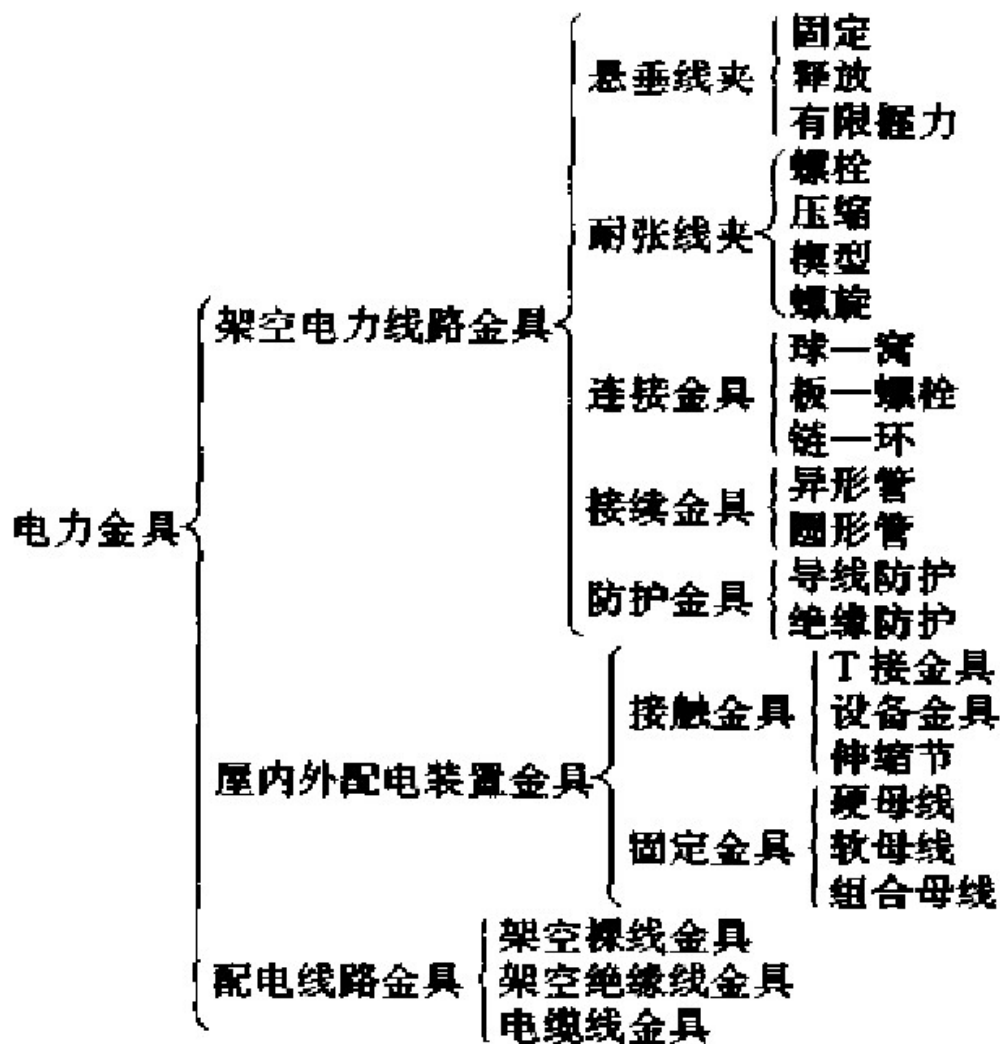 电力金具
架空电力线路金具
悬垂线夹
固定
释放
有限握力
耐张线夹
螺栓
压缩
楔型
螺旋
连接金具
球—窝
板—螺栓
链—环
接续金具
异形管
圆形管
防护金具
导线防护
绝缘防护
屋内外配电装置金具
接触金具
T接金具
设备金具
伸缩节
固定金具
硬母线
软母线
组合母线
配电线路金具
架空裸线金具
架空绝缘线金具
电缆线金具